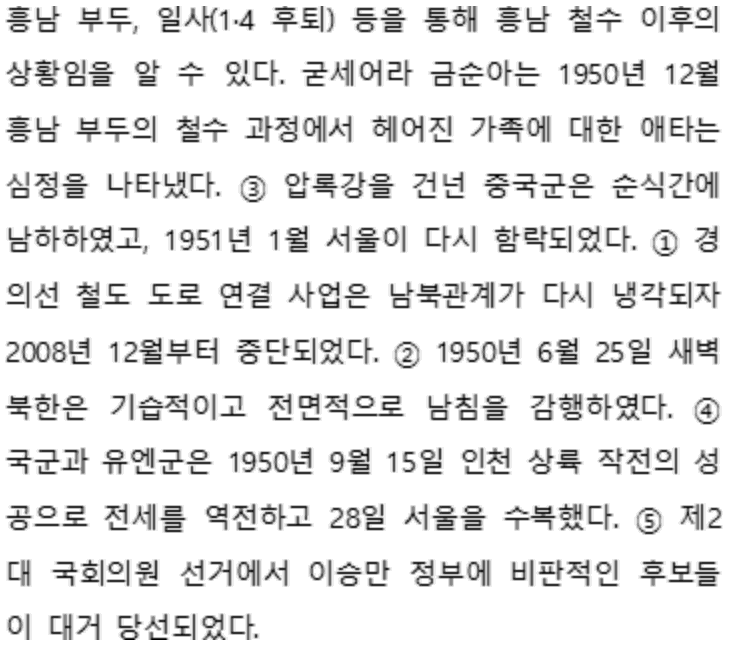 흥남 부두, 일사(1·4 후퇴) 등을 통해 흥남 철수 이후의
상황임을 알 수 있다. 굳세어라 금순아는 1950년 12월
흥남 부두의 철수 과정에서 헤어진 가족에 대한 애타는
심정을 나타냈다. ③ 압록강을 건넌 중국군은 순식간에
남하하였고, 1951년 1월 서울이 다시 함락되었다. ① 경
의선 철도 도로 연결 사업은 남북관계가 다시 냉각되자
2008년 12월부터 중단되었다. ② 1950년 6월 25일 새벽
북한은 기습적이고 전면적으로 남침을 감행하였다. ④
국군과 유엔군은 1950년 9월 15일 인천 상륙 작전의 성
공으로 전세를 역전하고 28일 서울을 수복했다. ⑤ 제2
대 국회의원 선거에서 이승만 정부에 비판적인 후보들
이 대거 당선되었다.